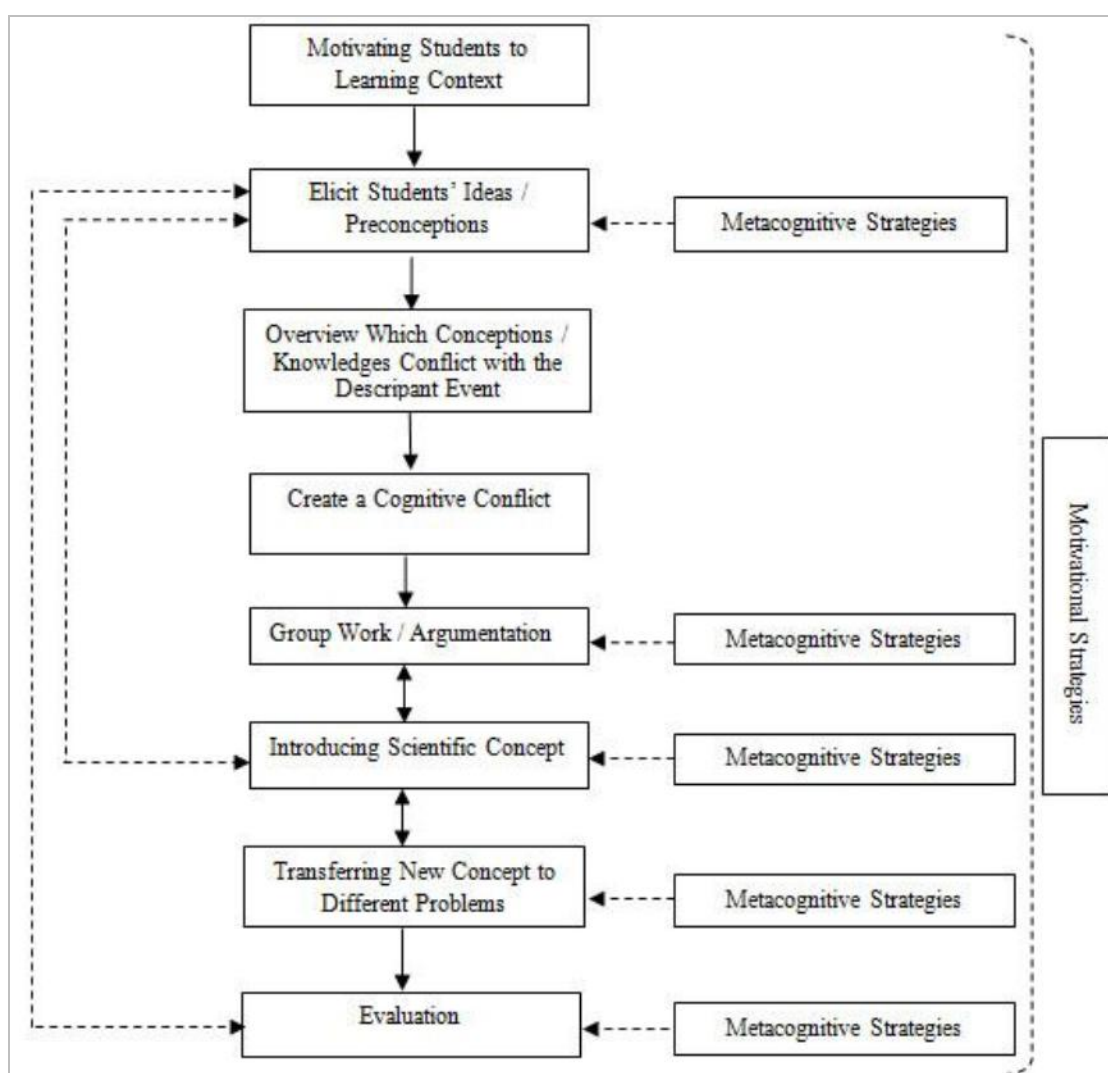 Motivating Students to
Learning Context
Elicit Students' Ideas /
Preconceptions
Metacognitive Strategies
Overview Which Conceptions /
Knowledges Conflict with the
Descripant Event
Create a Cognitive Conflict
Group Work / Argumentation
Metacognitive Strategies
Introducing Scientific Concept
Metacognitive Strategies
Transferring New Concept to
Different Problems
Metacognitive Strategies
Evaluation
Metacognitive Strategies
Motivational Strategies